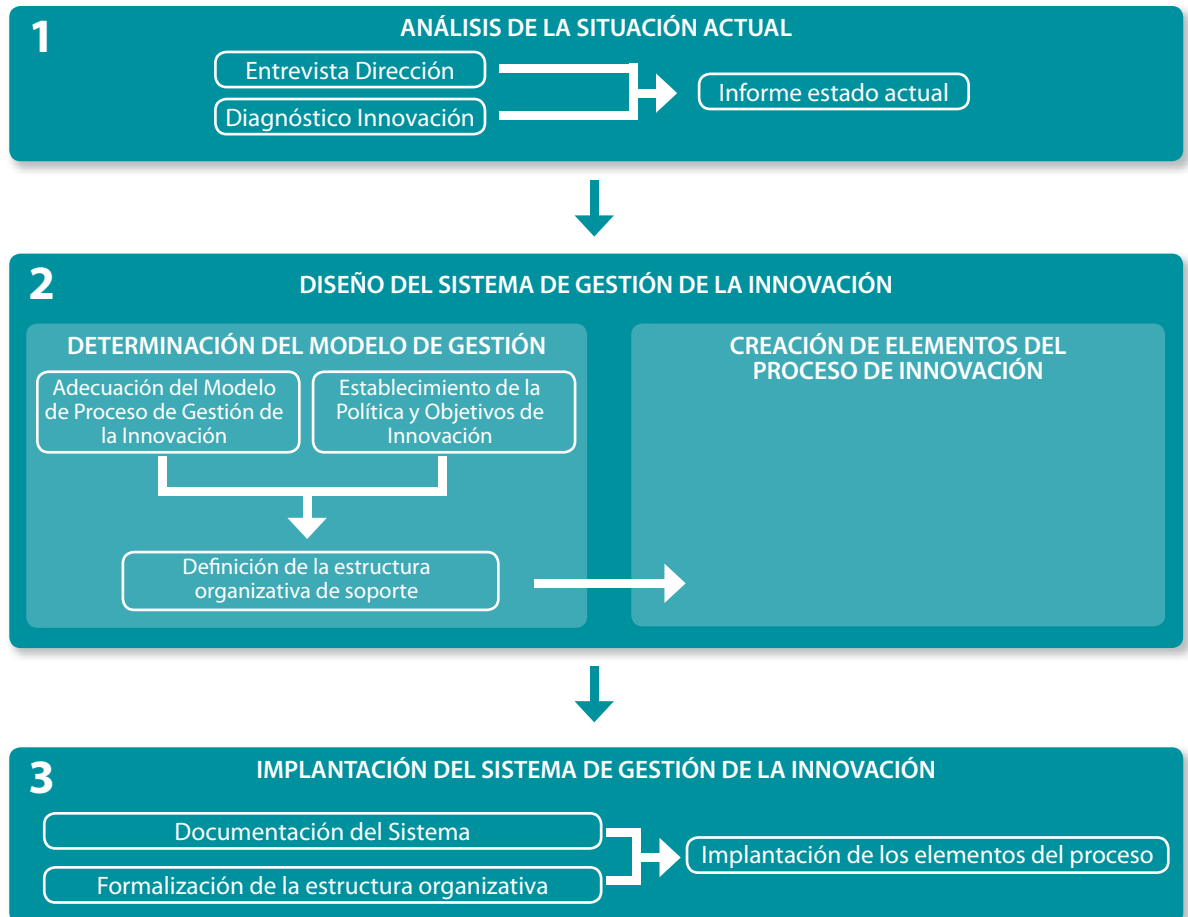 1
ANÁLISIS DE LA SITUACIÓN ACTUAL
Entrevista Dirección
Diagnóstico Innovación
Informe estado actual
2
DISEÑO DEL SISTEMA DE GESTIÓN DE LA INNOVACIÓN
DETERMINACIÓN DEL MODELO DE GESTIÓN
Adecuación del Modelo
de Proceso de Gestión de
la Innovación
Establecimiento de la
Política y Objetivos de
Innovación
Definición de la estructura
organizativa de soporte
CREACIÓN DE ELEMENTOS DEL
PROCESO DE INNOVACIÓN
3
IMPLANTACIÓN DEL SISTEMA DE GESTIÓN DE LA INNOVACIÓN
Documentación del Sistema
Formalización de la estructura organizativa
Implantación de los elementos del proceso